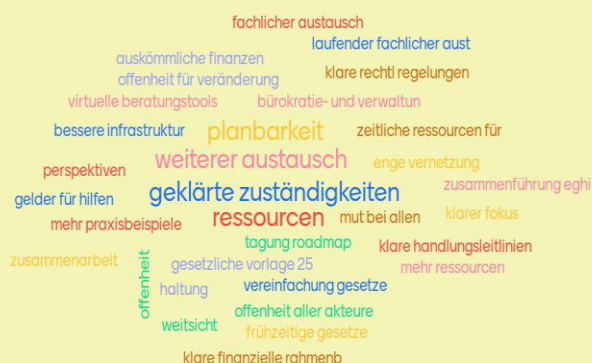 fachlicher austausch
laufender fachlicher aust
auskömmliche finanzen
offenheit für veränderung
klare rechtl regelungen
virtuelle beratungstools
bürokratie- und verwaltun
bessere infrastruktur
planbarkeit
zeitliche ressourcen für
weiterer austausch
enge vernetzung
perspektiven
zusammenführung eghi
gelder für hilfen
geklärte zuständigkeiten
mehr praxisbeispiele
ressourcen
mut bei allen
klarer fokus
tagung roadmap
klare handlungsleitlinien
zusammenarbeit
offenheit
gesetzliche vorlage 25
mehr ressourcen
haltung
vereinfachung gesetze
weitsicht
offenheit aller akteure
frühzeitige gesetze
klare finanzielle rahmenb